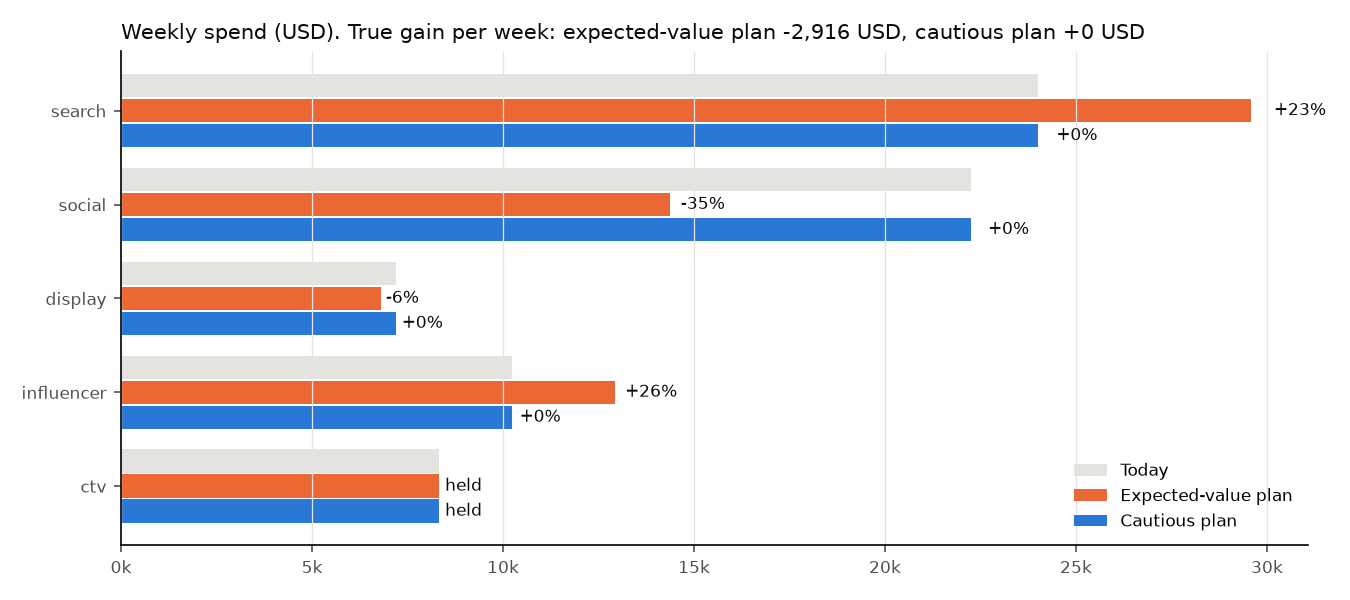 Weekly spend (USD). True gain per week: expected-value plan -2,916 USD, cautious plan +0 USD
search
+23%
+0%
social
-35%
+0%
display
-6%
+0%
influencer
+26%
+0%
ctv
held
held
Today
Expected-value plan
Cautious plan
0k 5k 10k 15k 20k 25k 30k